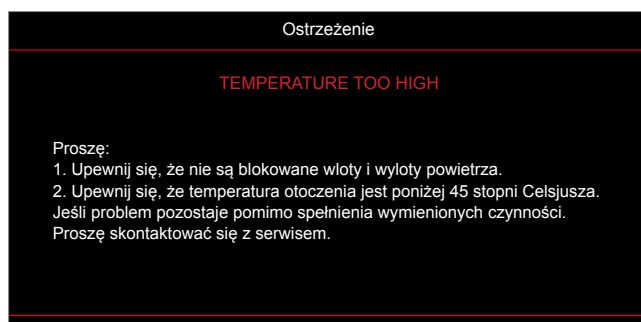 Ostrzeżenie
TEMPERATURE TOO HIGH
Proszę:
1. Upewnij się, że nie są blokowane wloty i wyloty powietrza.
2. Upewnij się, że temperatura otoczenia jest poniżej 45 stopni Celsjusza.
Jeśli problem pozostaje pomimo spełnienia wymienionych czynności.
Proszę skontaktować się z serwisem.